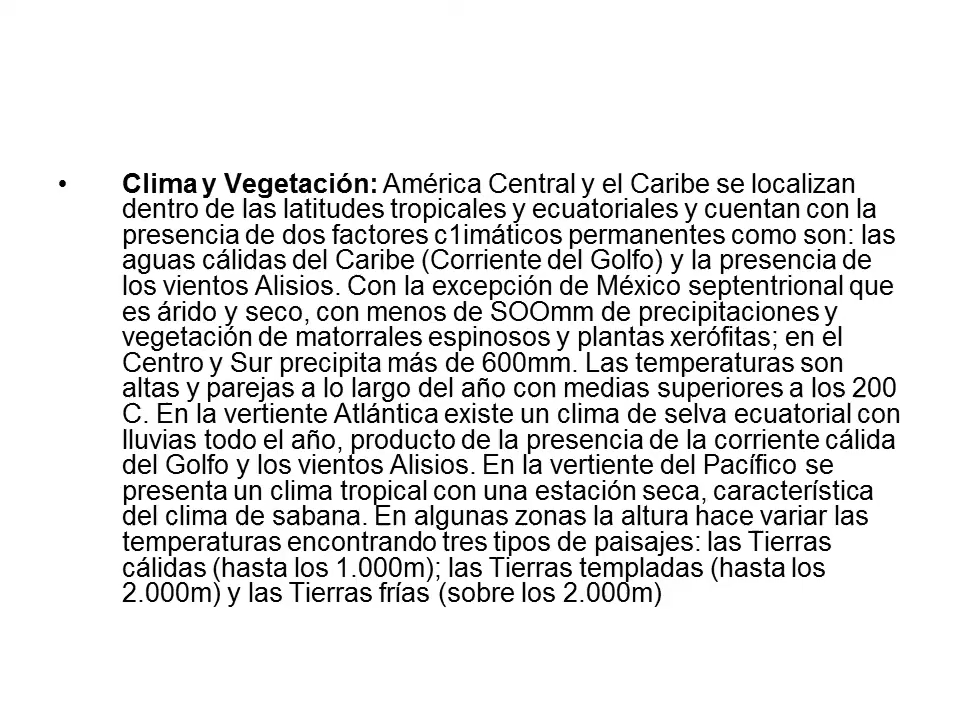 • Clima y Vegetación: América Central y el Caribe se localizan
dentro de las latitudes tropicales y ecuatoriales y cuentan con la
presencia de dos factores c1imáticos permanentes como son: las
aguas cálidas del Caribe (Corriente del Golfo) y la presencia de
los vientos Alisios. Con la excepción de México septentrional que
es árido y seco, con menos de SOOmm de precipitaciones y
vegetación de matorrales espinosos y plantas xerófitas; en el
Centro y Sur precipita más de 600mm. Las temperaturas son
altas y parejas a lo largo del año con medias superiores a los 200
C. En la vertiente Atlántica existe un clima de selva ecuatorial con
lluvias todo el año, producto de la presencia de la corriente cálida
del Golfo y los vientos Alisios. En la vertiente del Pacífico se
presenta un clima tropical con una estación seca, característica
del clima de sabana. En algunas zonas la altura hace variar las
temperaturas encontrando tres tipos de paisajes: las Tierras
cálidas (hasta los 1.000m); las Tierras templadas (hasta los
2.000m) y las Tierras frías (sobre los 2.000m)